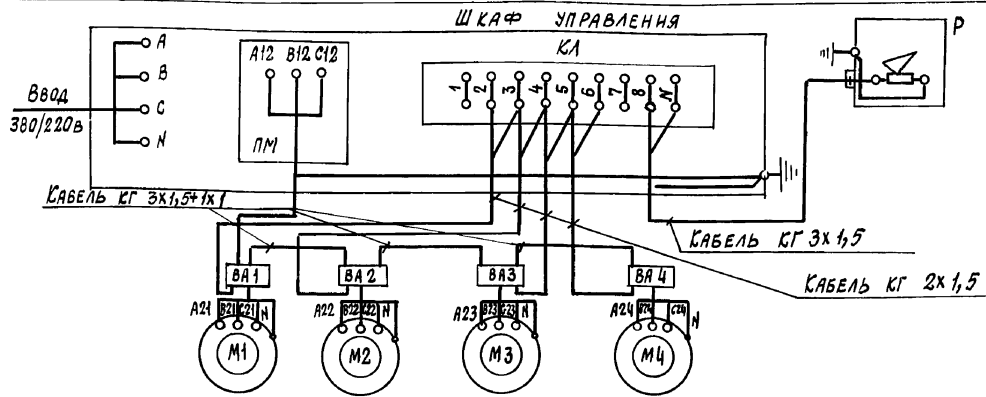 ШКАФ УПРАВЛЕНИЯ
Р
КЛ
А
В
С
N
Ввод
380/220в
А12 В12 С12
ПМ
1 2 3 4 5 6 7 8 N
КАБЕЛЬ КГ 3х1,5+1х1
КАБЕЛЬ КГ 3х1,5
КАБЕЛЬ КГ 2х1,5
ВА1
ВА2
ВА3
ВА4
А21 В21 С21 N
А22 В22 С22 N
А23 В23 С23 N
А24 В24 С24 N
М1
М2
М3
М4